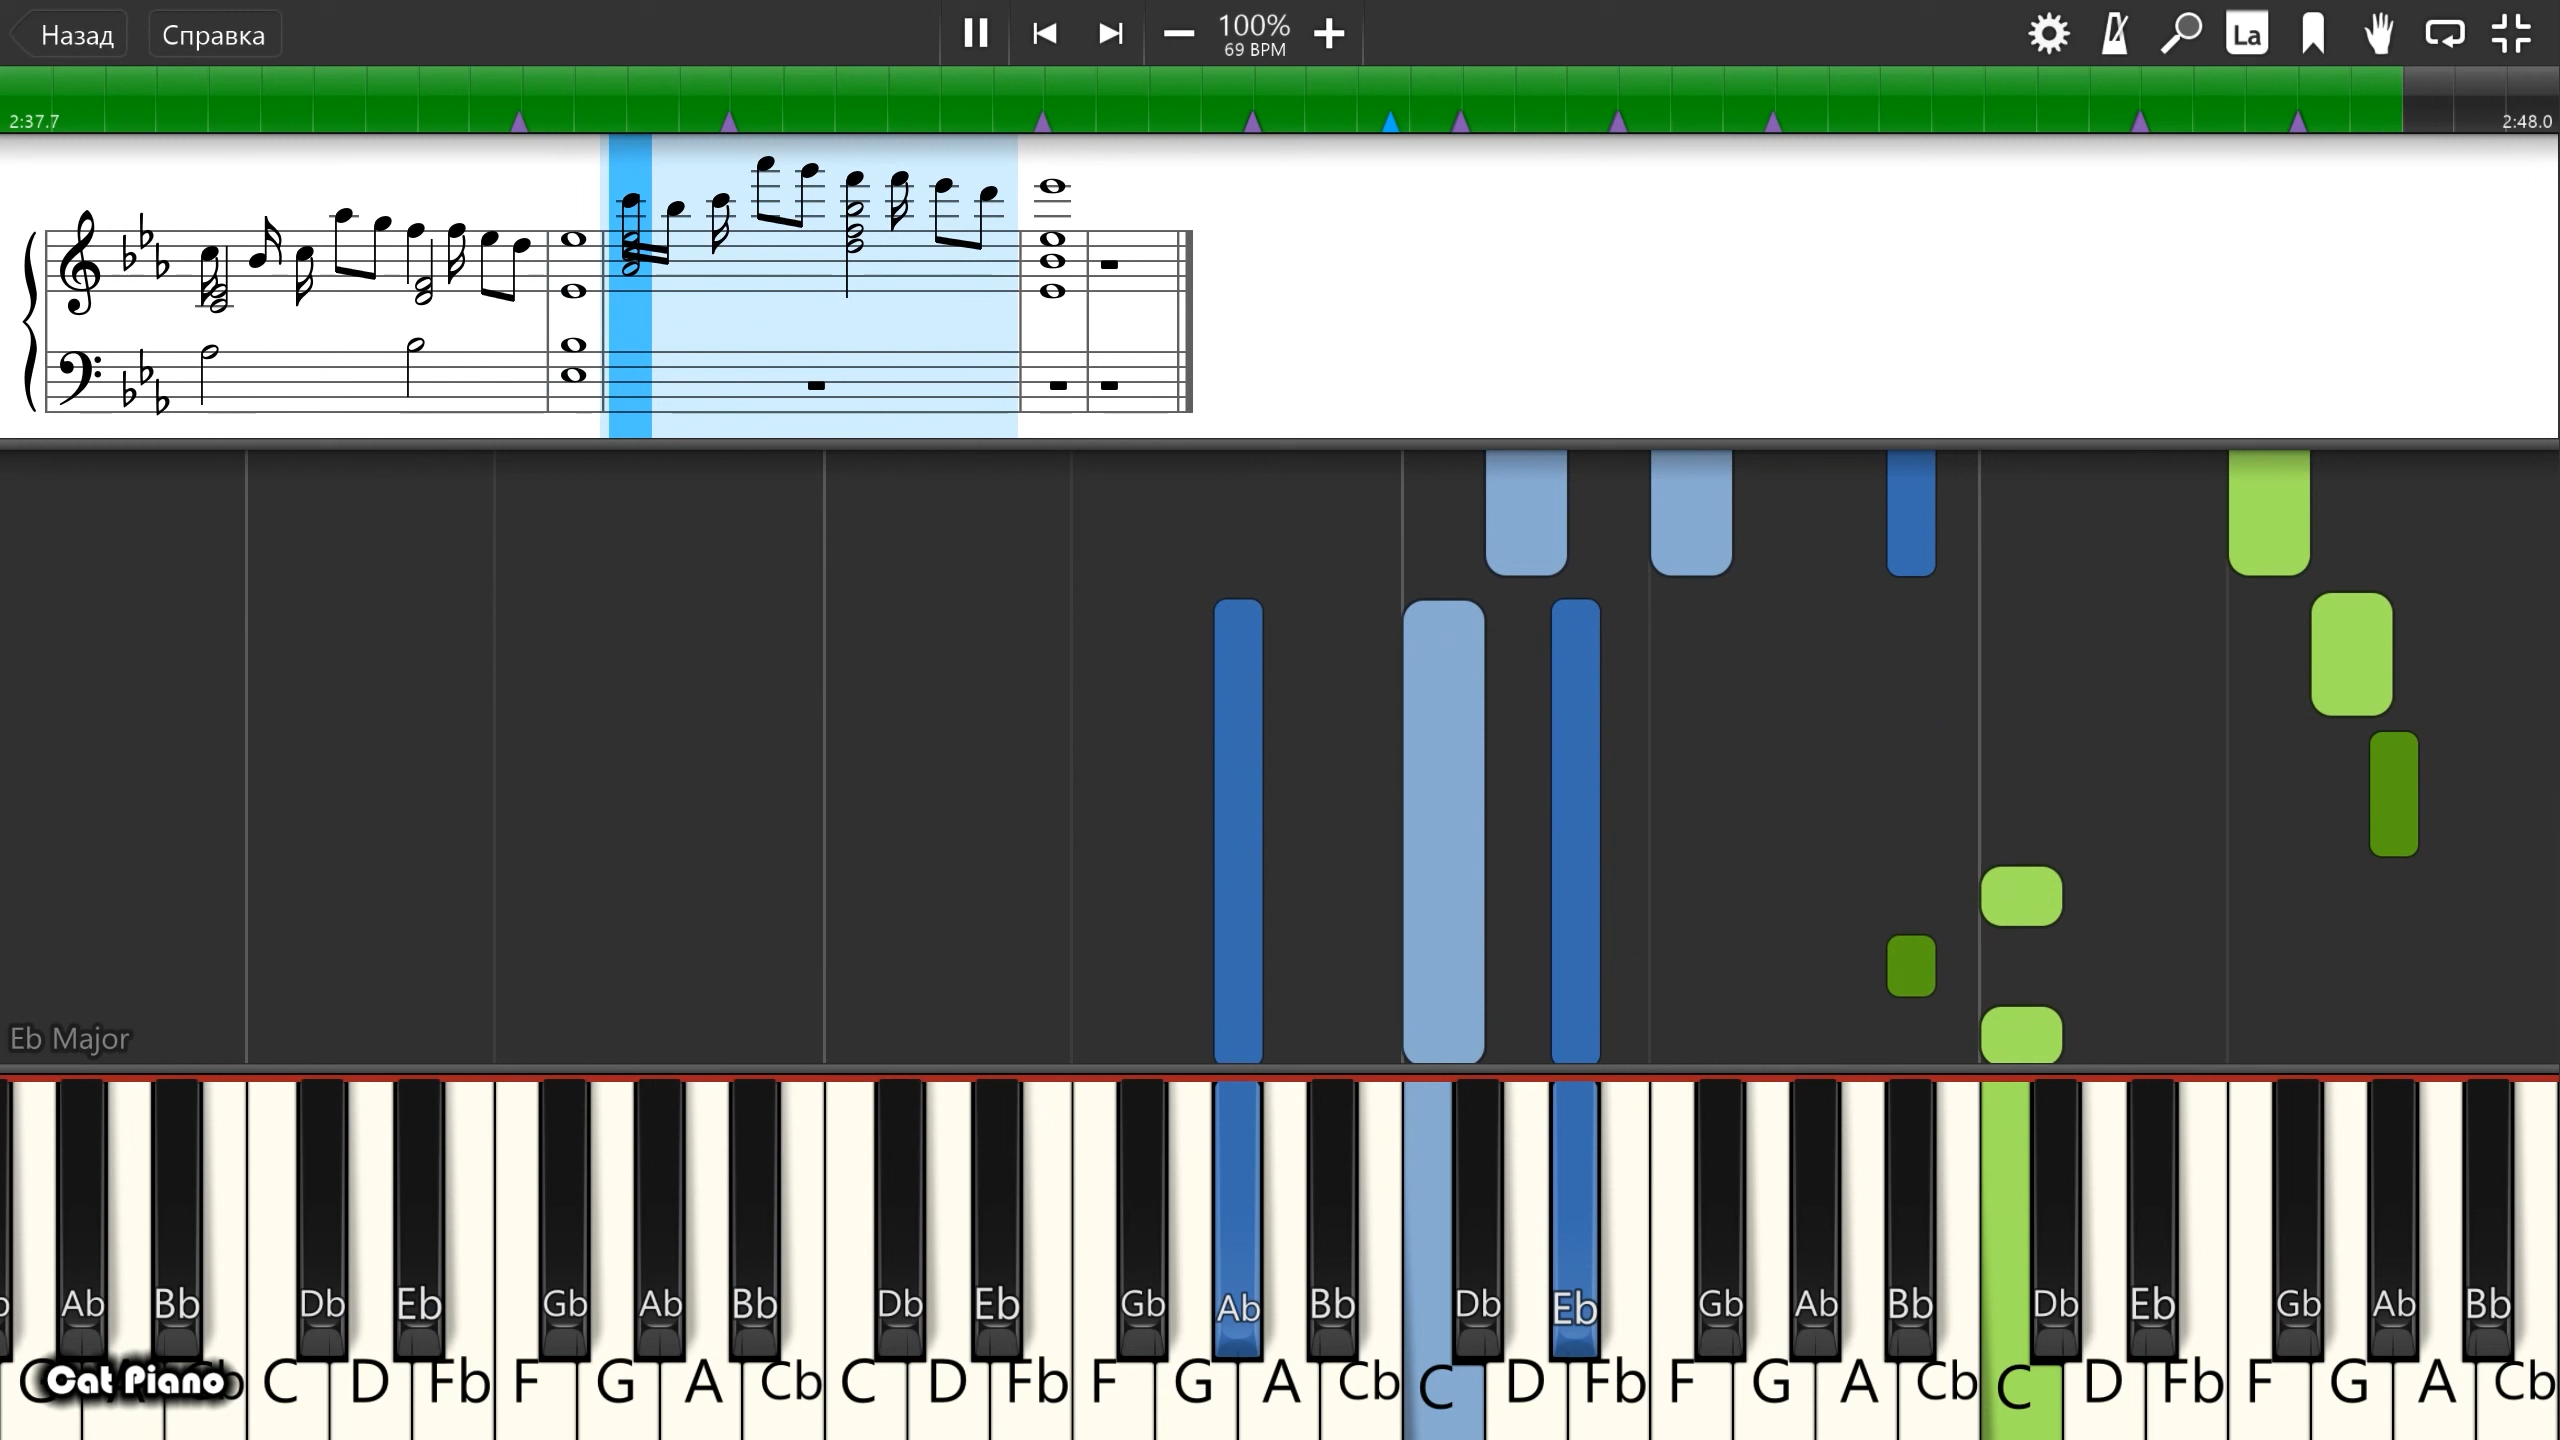 Назад Справка 100% La
69 BPM
2:37.7 2:48.0
Eb Major
Ab Bb Db Eb Gb Ab Bb Db Eb Gb Ab Bb Db Eb Gb Ab Bb Db Eb Gb Ab Bb
Cat Piano C D Fb F G A Cb C D Fb F G A Cb C D Fb F G A Cb C D Fb F G A Cb